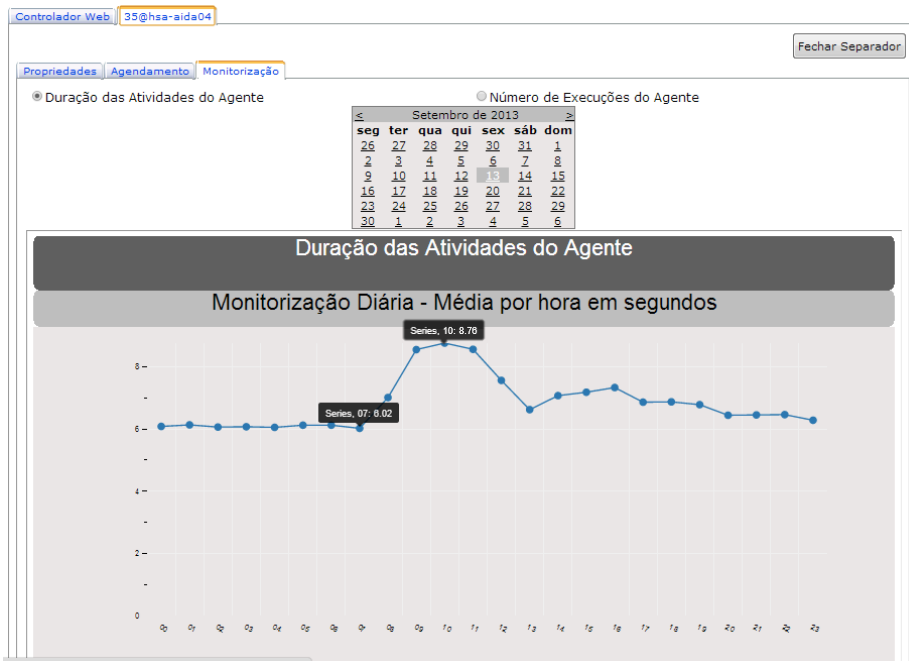 Controlador Web 35@hsa-aida04
Fechar Separador
Propriedades Agendamento Monitorização
Duração das Atividades do Agente Número de Execuções do Agente
< Setembro de 2013 >
seg ter qua qui sex sáb dom
26 27 28 29 30 31 1
2 3 4 5 6 7 8
9 10 11 12 13 14 15
16 17 18 19 20 21 22
23 24 25 26 27 28 29
30 1 2 3 4 5 6
Duração das Atividades do Agente
Monitorização Diária - Média por hora em segundos
Series, 10: 8.76
8
Series, 07: 6.02
6
4
2
0
00 01 02 03 04 05 06 07 08 09 10 11 12 13 14 15 16 17 18 19 20 21 22 23